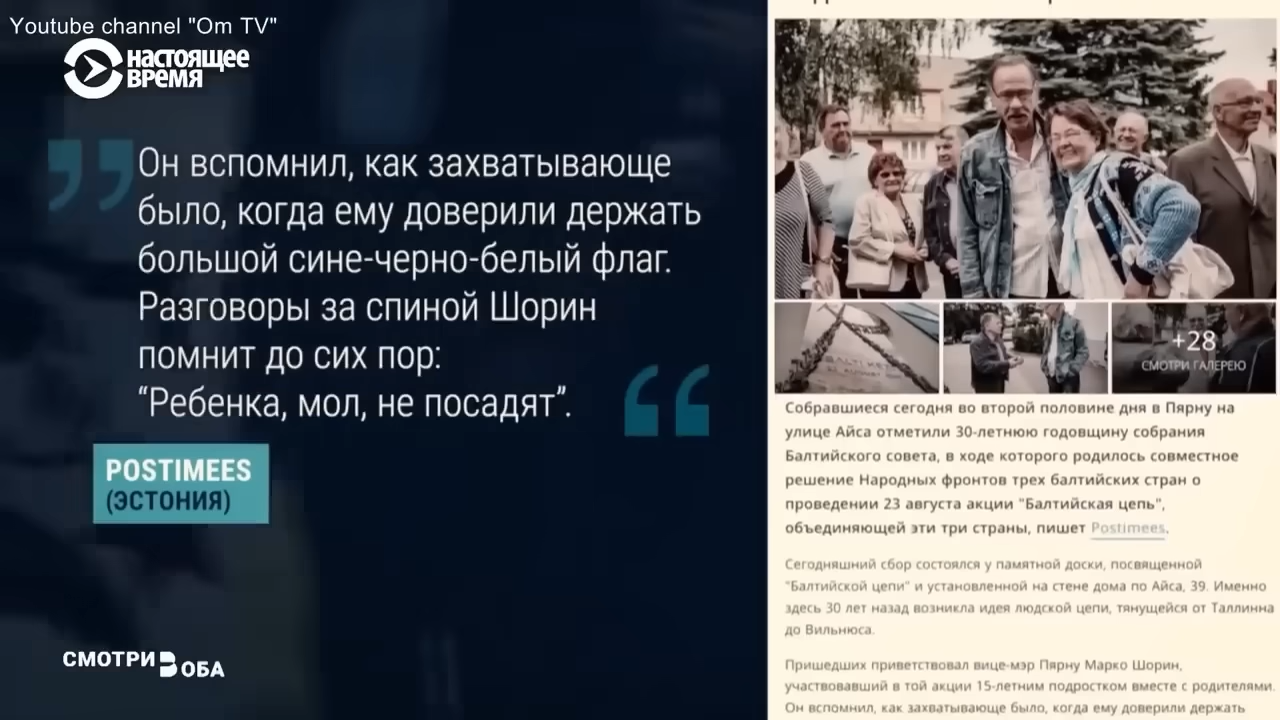 Youtube channel "Om TV"
НАСТОЯЩЕЕ
ВРЕМЯ
Он вспомнил, как захватывающе
было, когда ему доверили держать
большой сине-черно-белый флаг.
Разговоры за спиной Шорин
помнит до сих пор:
“Ребенка, мол, не посадят”.
POSTIMEES
(ЭСТОНИЯ)
СМОТРИ В ОБА
+28
СМОТРИ ГАЛЕРЕЮ
Собравшиеся сегодня во второй половине дня в Пярну на
улице Айса отметили 30-летнюю годовщину собрания
Балтийского совета, в ходе которого родилось совместное
решение Народных фронтов трех балтийских стран о
проведении 23 августа акции "Балтийская цепь",
объединяющей эти три страны, пишет Postimees.
Сегодняшний сбор состоялся у памятной доски, посвященной
"Балтийской цепи" и установленной на стене дома по Айса, 39. Именно
здесь 30 лет назад возникла идея людской цепи, тянущейся от Таллинна
до Вильнюса.
Пришедших приветствовал вице-мэр Пярну Марко Шорин,
участвовавший в той акции 15-летним подростком вместе с родителями.
Он вспомнил, как захватывающе было, когда ему доверили держать